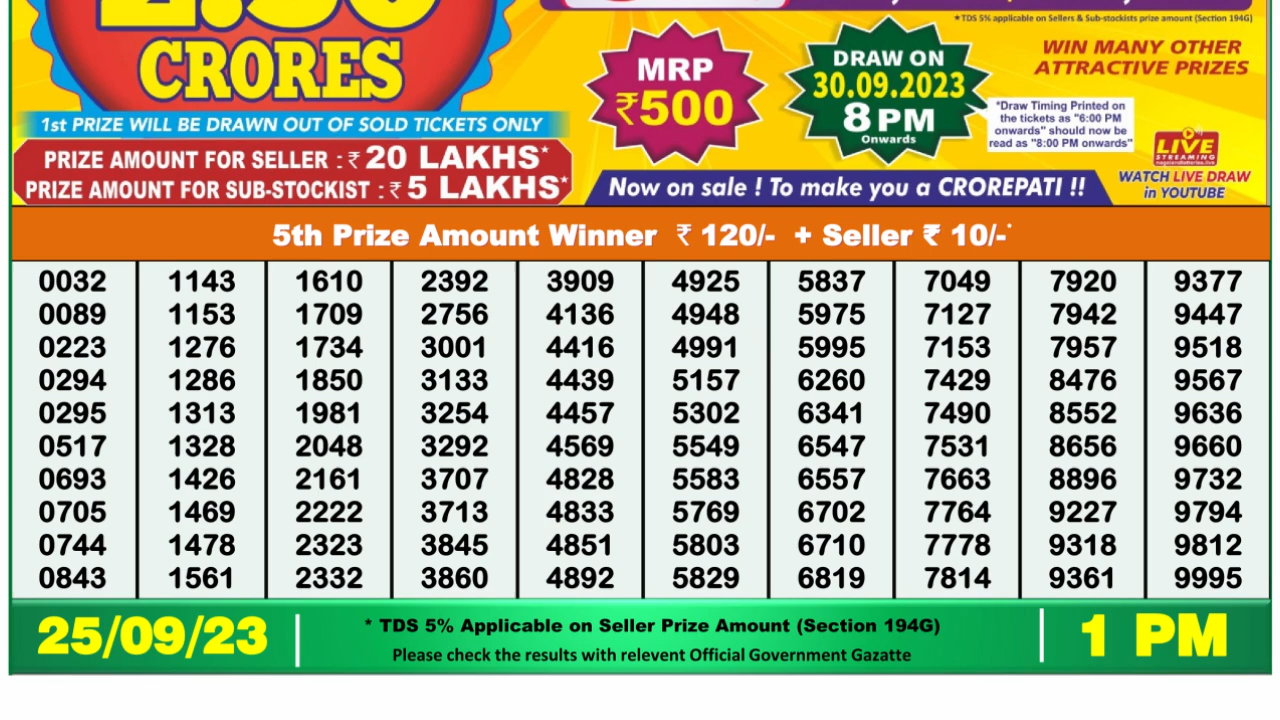 CRORES
1st PRIZE WILL BE DRAWN OUT OF SOLD TICKETS ONLY
PRIZE AMOUNT FOR SELLER : ₹ 20 LAKHS*
PRIZE AMOUNT FOR SUB-STOCKIST : ₹ 5 LAKHS*
*TDS 5% applicable on Sellers & Sub-stockists prize amount (Section 194G)
MRP
₹500
DRAW ON
30.09.2023
8 PM
Onwards
WIN MANY OTHER
ATTRACTIVE PRIZES
*Draw Timing Printed on
the tickets as "6:00 PM
onwards" should now be
read as "8:00 PM onwards"
LIVE
STREAMING
WATCH LIVE DRAW
in YOUTUBE
Now on sale ! To make you a CROREPATI !!
5th Prize Amount Winner ₹ 120/- + Seller ₹ 10/-*
0032 1143 1610 2392 3909 4925 5837 7049 7920 9377
0089 1153 1709 2756 4136 4948 5975 7127 7942 9447
0223 1276 1734 3001 4416 4991 5995 7153 7957 9518
0294 1286 1850 3133 4439 5157 6260 7429 8476 9567
0295 1313 1981 3254 4457 5302 6341 7490 8552 9636
0517 1328 2048 3292 4569 5549 6547 7531 8656 9660
0693 1426 2161 3707 4828 5583 6557 7663 8896 9732
0705 1469 2222 3713 4833 5769 6702 7764 9227 9794
0744 1478 2323 3845 4851 5803 6710 7778 9318 9812
0843 1561 2332 3860 4892 5829 6819 7814 9361 9995
25/09/23
* TDS 5% Applicable on Seller Prize Amount (Section 194G)
Please check the results with relevent Official Government Gazatte
1 PM